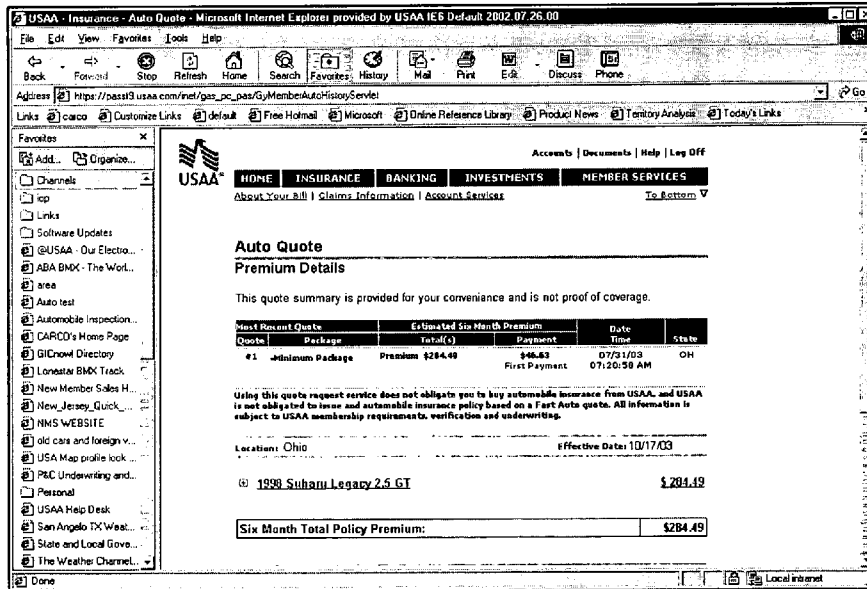 USAA - Insurance - Auto Quote - Microsoft Internet Explorer provided by USAA IE6 Default 2002.07.26.00
File Edit View Favorites Tools Help
Back Forward Stop Refresh Home Search Favorites History Mail Print Edit Discuss Phone
Address https://pass19.usaa.com/inet/gas_pc_pas/GyMemberAutoHistoryServlet Go
Links carco Customize Links default Free Hotmail Microsoft Online Reference Library Product News Territory Analysis Today's Links
Favorites ×
Add... Organize...
Channels
icp
Links
Software Updates
@USAA - Our Electro...
ABA BMX - The Worl...
area
Auto test
Automobile Inspection...
CARCO's Home Page
GICnow! Directory
Lonestar BMX Track
New Member Sales H...
New_Jersey_Quick_...
NMS WEBSITE
old cars and foreign v...
USA Map profile look ...
P&C Underwriting and...
Personal
USAA Help Desk
San Angelo TX Weat...
State and Local Gove...
The Weather Channel...
USAA®
Accounts | Documents | Help | Log Off
HOME INSURANCE BANKING INVESTMENTS MEMBER SERVICES
About Your Bill | Claims Information | Account Services To Bottom
Auto Quote
Premium Details
This quote summary is provided for your convenience and is not proof of coverage.
Most Recent Quote Estimated Six Month Premium Date
Quote Package Total(s) Payment Time State
#1 -Minimum Package Premium $284.49 $46.63 07/31/03 OH
First Payment 07:20:58 AM
Using this quote request service does not obligate you to buy automobile insurance from USAA, and USAA
is not obligated to issue and automobile insurance policy based on a Fast Auto quote. All information is
subject to USAA membership requirements, verification and underwriting.
Location: Ohio Effective Date: 10/17/03
1998 Subaru Legacy 2.5 GT $ 284.49
Six Month Total Policy Premium: $284.49
Done Local intranet